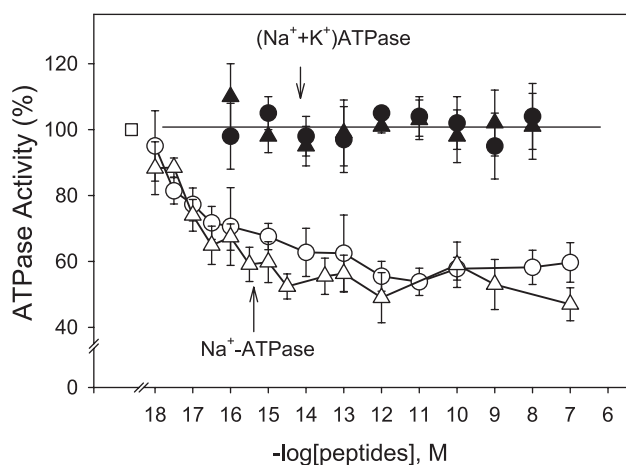 (Na⁺+K⁺)ATPase
120
100
80
60
40
0
ATPase Activity (%)
Na⁺-ATPase
18 17 16 15 14 13 12 11 10 9 8 7 6
-log[peptides], M